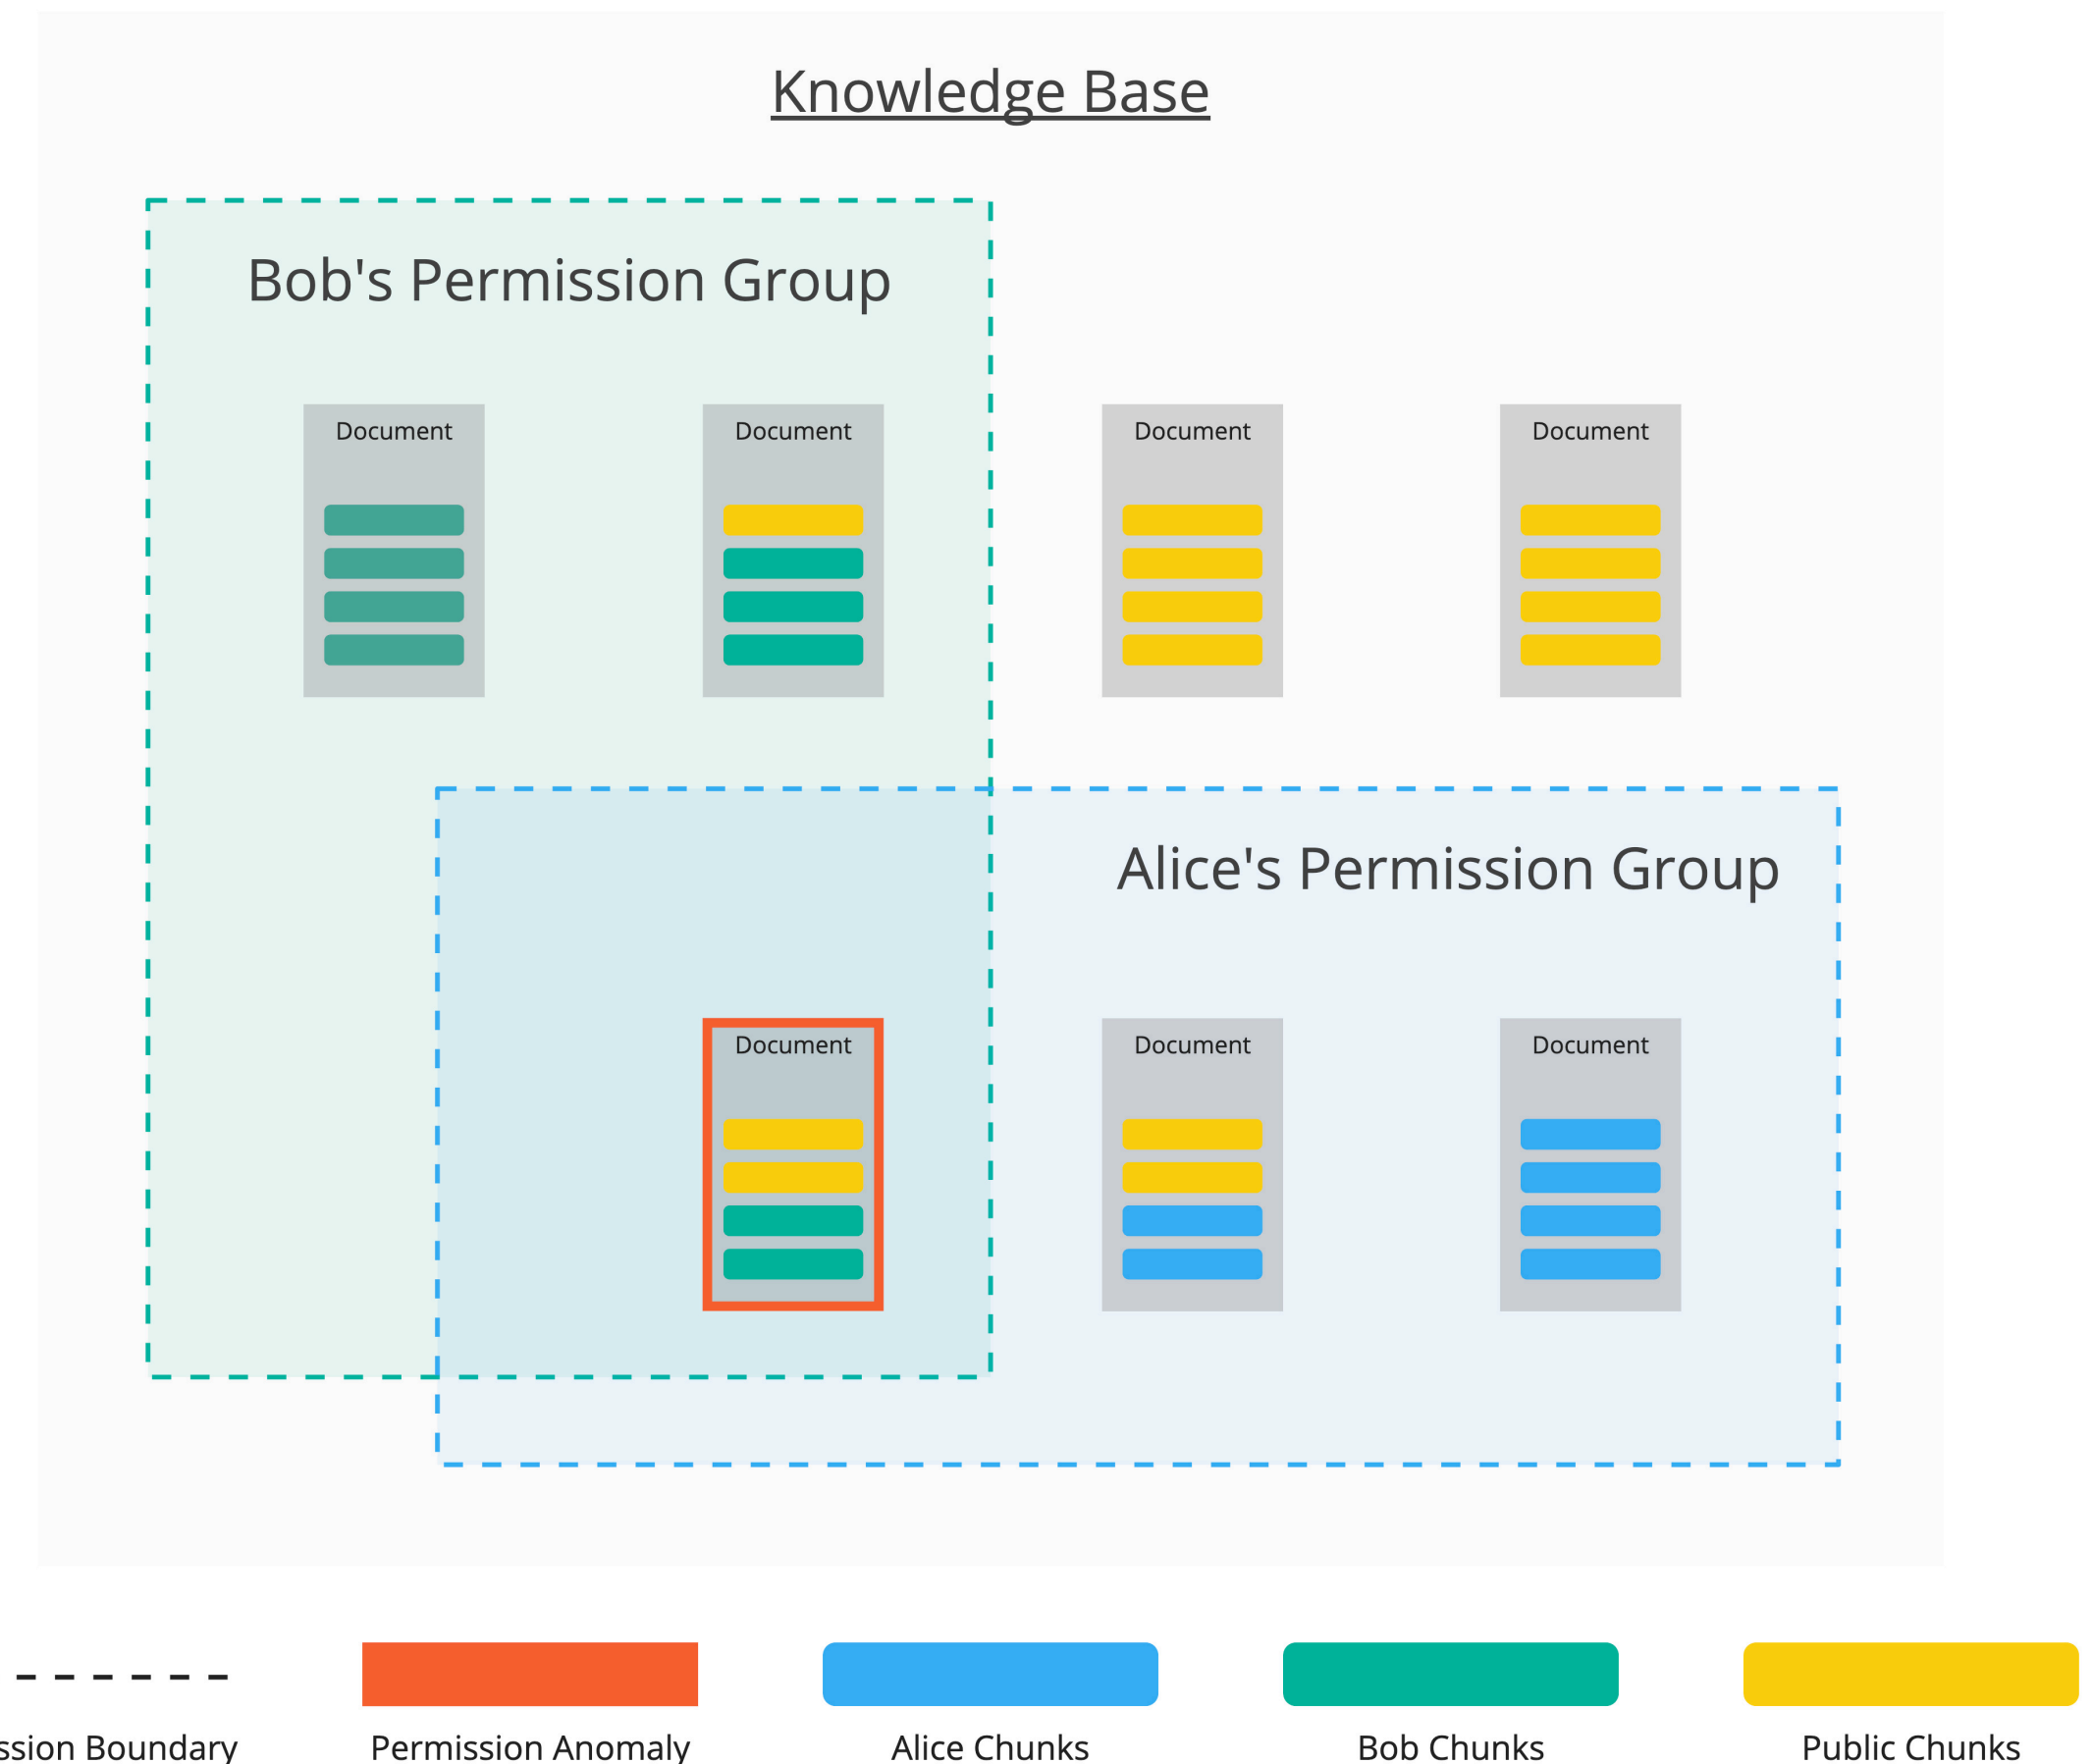 Knowledge Base
Bob's Permission Group
Document
Document
Document
Document
Alice's Permission Group
Document
Document
Document
Boundary
Permission Anomaly
Alice Chunks
Bob Chunks
Public Chunks